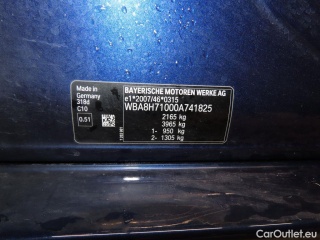 Made in
Germany
318d
C10
0.51
BAYERISCHE MOTOREN WERKE AG
e1*2007/46*0315
WBA8H71000A741825
2165 kg
3965 kg
1- 950 kg
2- 1305 kg
CarOutlet.eu